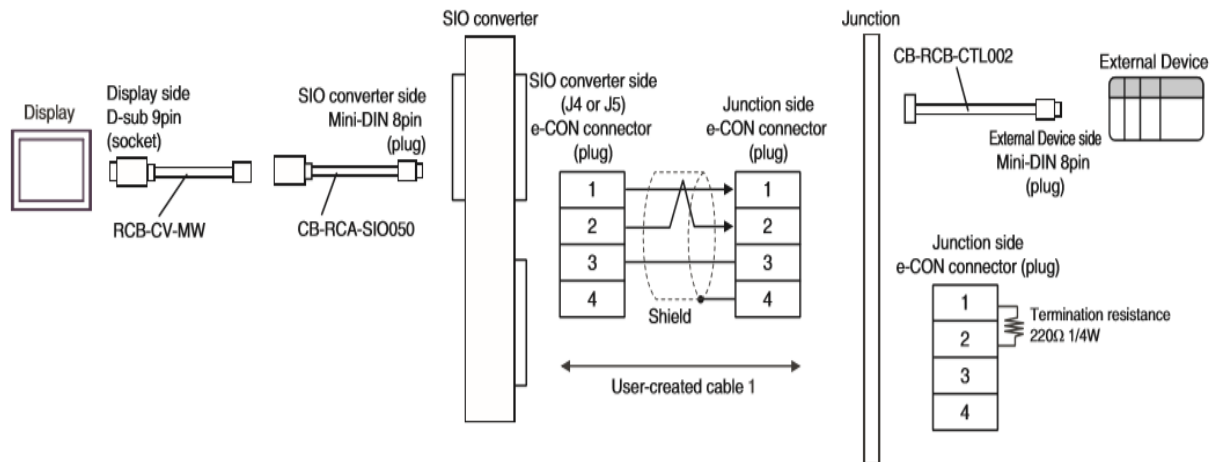 SIO converter
Junction
Display
Display side
D-sub 9pin
(socket)
RCB-CV-MW
SIO converter side
Mini-DIN 8pin
(plug)
CB-RCA-SIO050
SIO converter side
(J4 or J5)
e-CON connector
(plug)
1
2
3
4
Shield
Junction side
e-CON connector
(plug)
1
2
3
4
User-created cable 1
CB-RCB-CTL002
External Device side
Mini-DIN 8pin
(plug)
External Device
Junction side
e-CON connector (plug)
1
2
3
4
Termination resistance
220Ω 1/4W